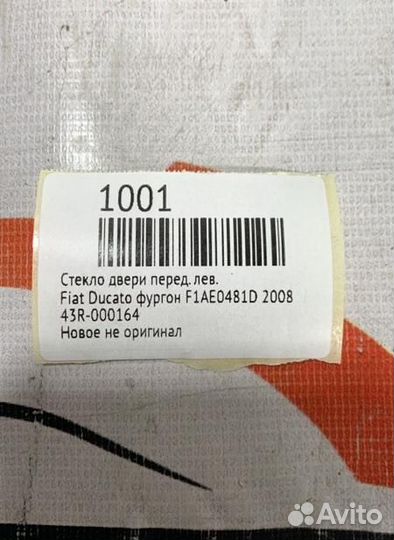 1001
Стекло двери перед.лев.
Fiat Ducato фургон F1AE0481D 2008
43R-000164
Новое не оригинал
Avito